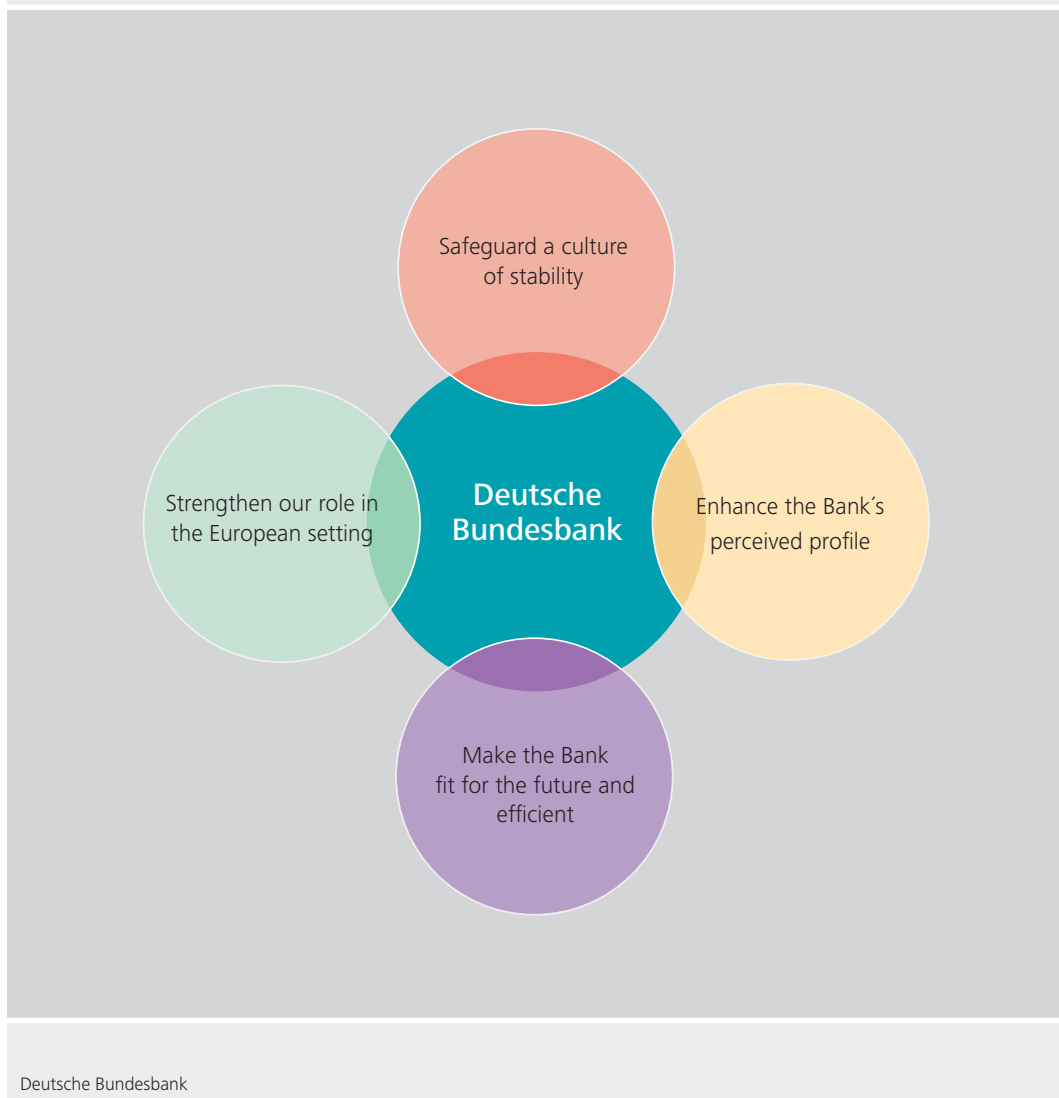 Safeguard a culture
of stability
Strengthen our role in
the European setting
Deutsche
Bundesbank
Enhance the Bank´s
perceived profile
Make the Bank
fit for the future and
efficient
Deutsche Bundesbank